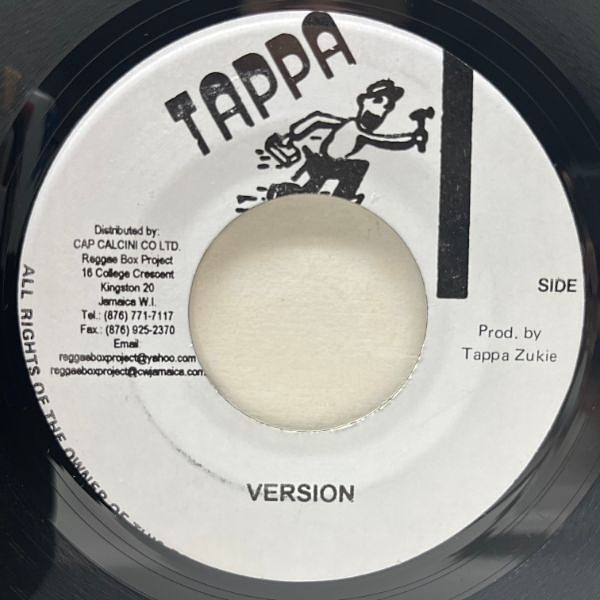 TAPPA
Distributed by:
CAP CALCINI CO LTD.
Reggae Box Project
16 College Crescent
Kingston 20
Jamaica W.I.
Tel.: (876) 771-7117
Fax.: (876) 925-2370
Email
reggaeboxproject@yahoo.com
reggaeboxproject@cwjamaica.com
SIDE
Prod. by
Tappa Zukie
ALL RIGHTS OF THE OWNER OF
VERSION